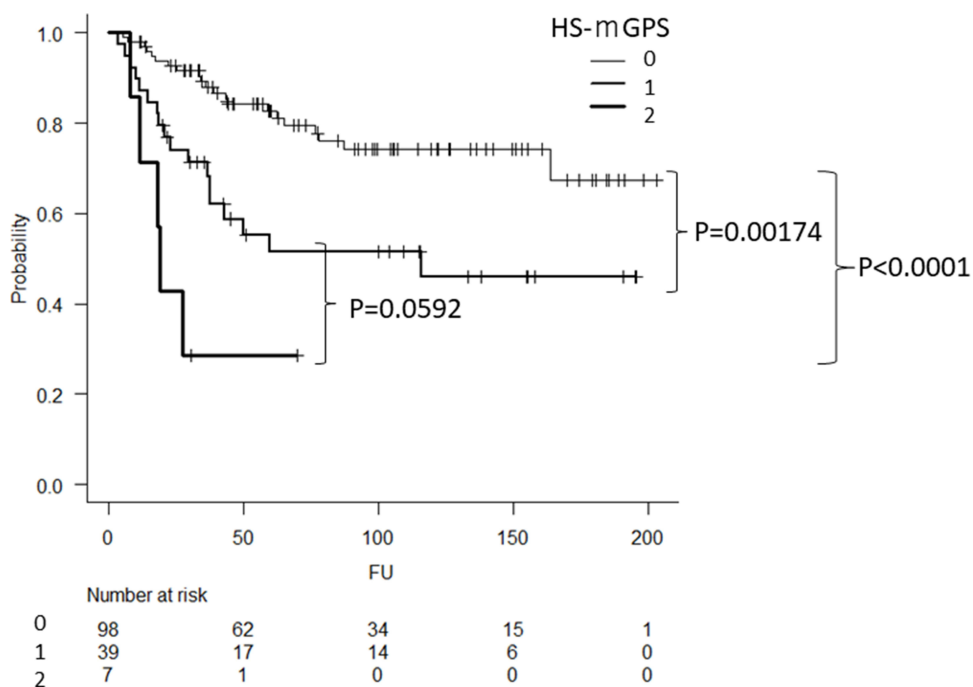 HS-mGPS
0
1
2
1.0
0.8
0.6
0.4
0.2
0.0
Probability
P=0.00174
P<0.0001
P=0.0592
0 50 100 150 200
FU
Number at risk
0 98 62 34 15 1
1 39 17 14 6 0
2 7 1 0 0 0